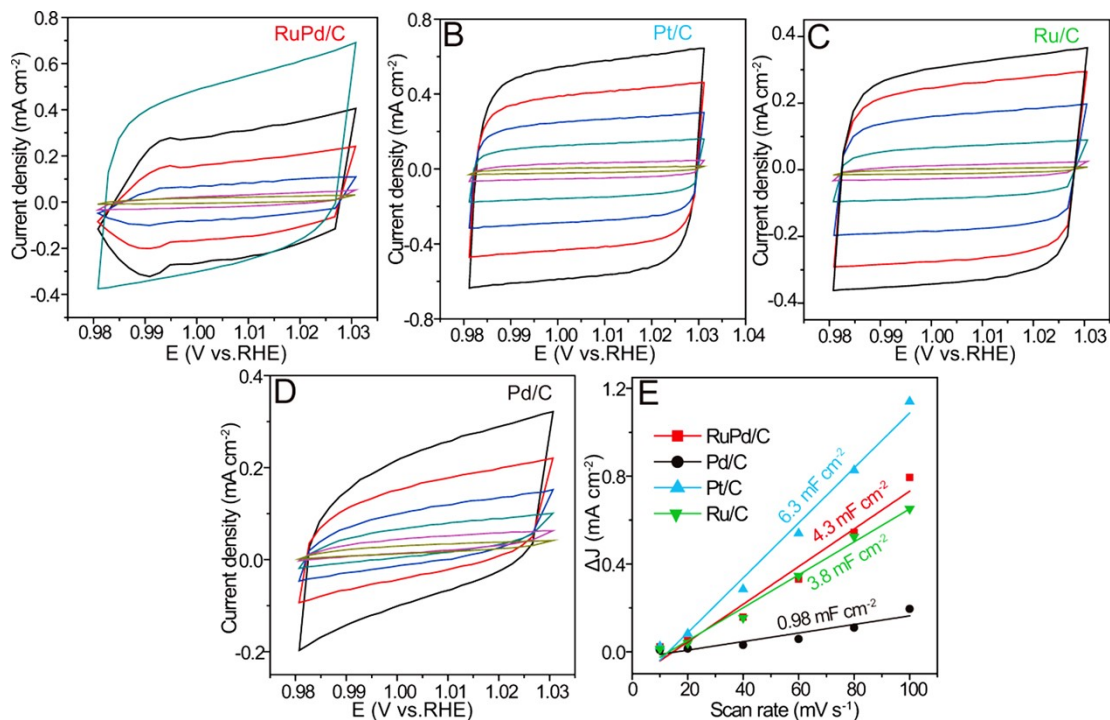 RuPd/C
0.8
0.6
0.4
0.2
0.0
-0.2
-0.4
Current density (mA cm-2)
0.98 0.99 1.00 1.01 1.02 1.03
E (V vs.RHE)
B
Pt/C
0.8
0.4
0.0
-0.4
-0.8
Current density (mA cm-2)
0.98 0.99 1.00 1.01 1.02 1.03 1.04
E (V vs.RHE)
C
Ru/C
0.4
0.2
0.0
-0.2
-0.4
Current density (mA cm-2)
0.98 0.99 1.00 1.01 1.02 1.03
E (V vs.RHE)
D
Pd/C
0.4
0.2
0.0
-0.2
Current density (mA cm-2)
0.98 0.99 1.00 1.01 1.02 1.03
E (V vs.RHE)
E
RuPd/C
Pd/C
Pt/C
Ru/C
6.3 mF cm-2
4.3 mF cm-2
3.8 mF cm-2
0.98 mF cm-2
1.2
0.8
0.4
0.0
ΔJ (mA cm-2)
0 20 40 60 80 100
Scan rate (mV s-1)